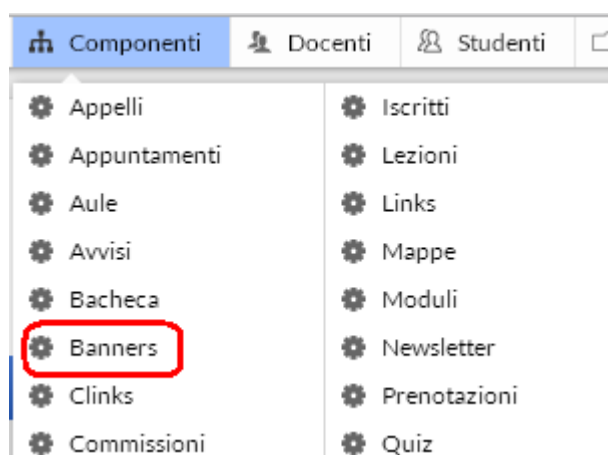 Componenti Docenti Studenti
Appelli
Appuntamenti
Aule
Avvisi
Bacheca
Banners
Clinks
Commissioni
Iscritti
Lezioni
Links
Mappe
Moduli
Newsletter
Prenotazioni
Quiz